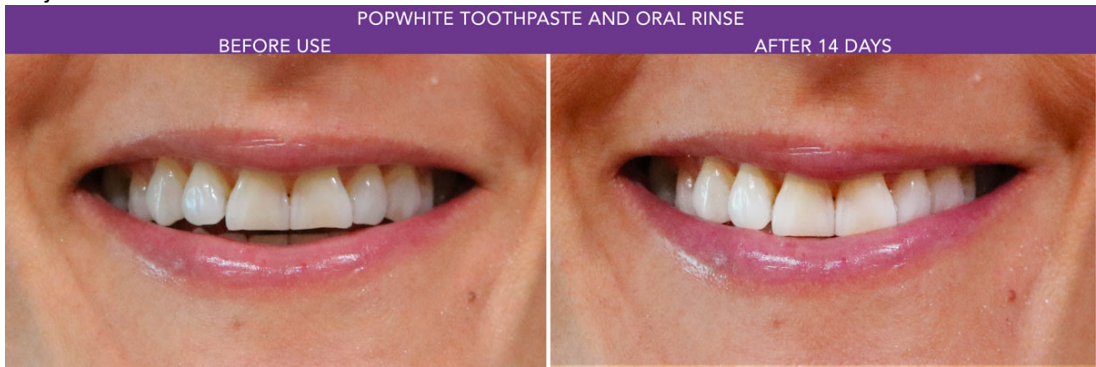 POPWHITE TOOTHPASTE AND ORAL RINSE
BEFORE USE
AFTER 14 DAYS